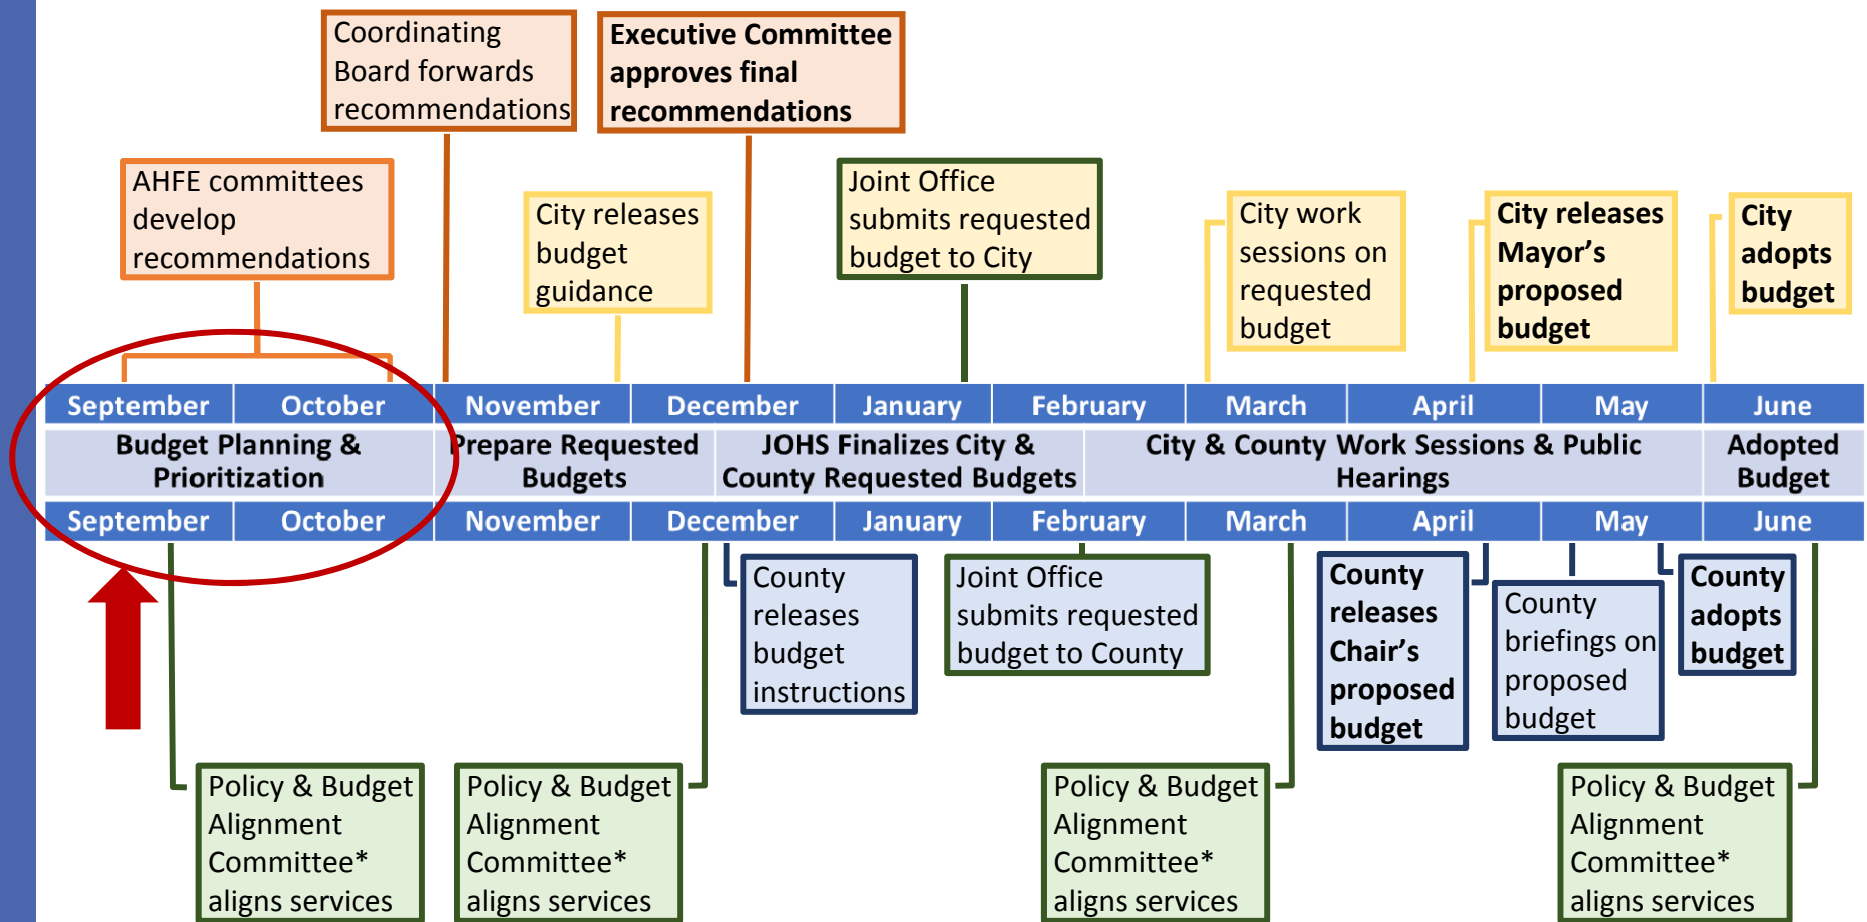 Coordinating
Board forwards
recommendations
Executive Committee
approves final
recommendations
AHFE committees
develop
recommendations
City releases
budget
guidance
Joint Office
submits requested
budget to City
City work
sessions on
requested
budget
City releases
Mayor's
proposed
budget
City
adopts
budget
September October November December January February March April May June
Budget Planning &
Prioritization
Prepare Requested
Budgets
JOHS Finalizes City &
County Requested Budgets
City & County Work Sessions & Public
Hearings
Adopted
Budget
September October November December January February March April May June
County
releases
budget
instructions
Joint Office
submits requested
budget to County
County
releases
Chair's
proposed
budget
County
briefings on
proposed
budget
County
adopts
budget
Policy & Budget
Alignment
Committee*
aligns services
Policy & Budget
Alignment
Committee*
aligns services
Policy & Budget
Alignment
Committee*
aligns services
Policy & Budget
Alignment
Committee*
aligns services